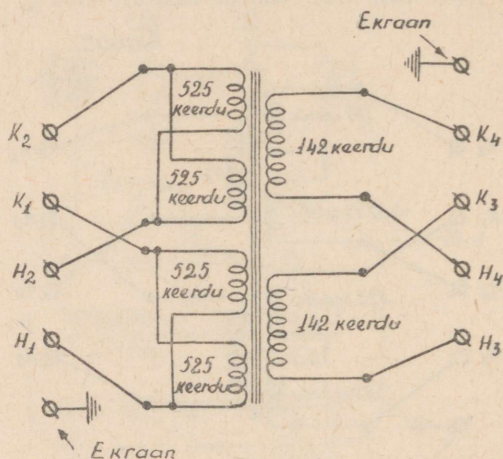 Ekraan
525
keerdu
K2
K4
142 keerdu
525
keerdu
K1
K3
525
keerdu
H2
H4
142 keerdu
H1
H3
525
keerdu
Ekraan